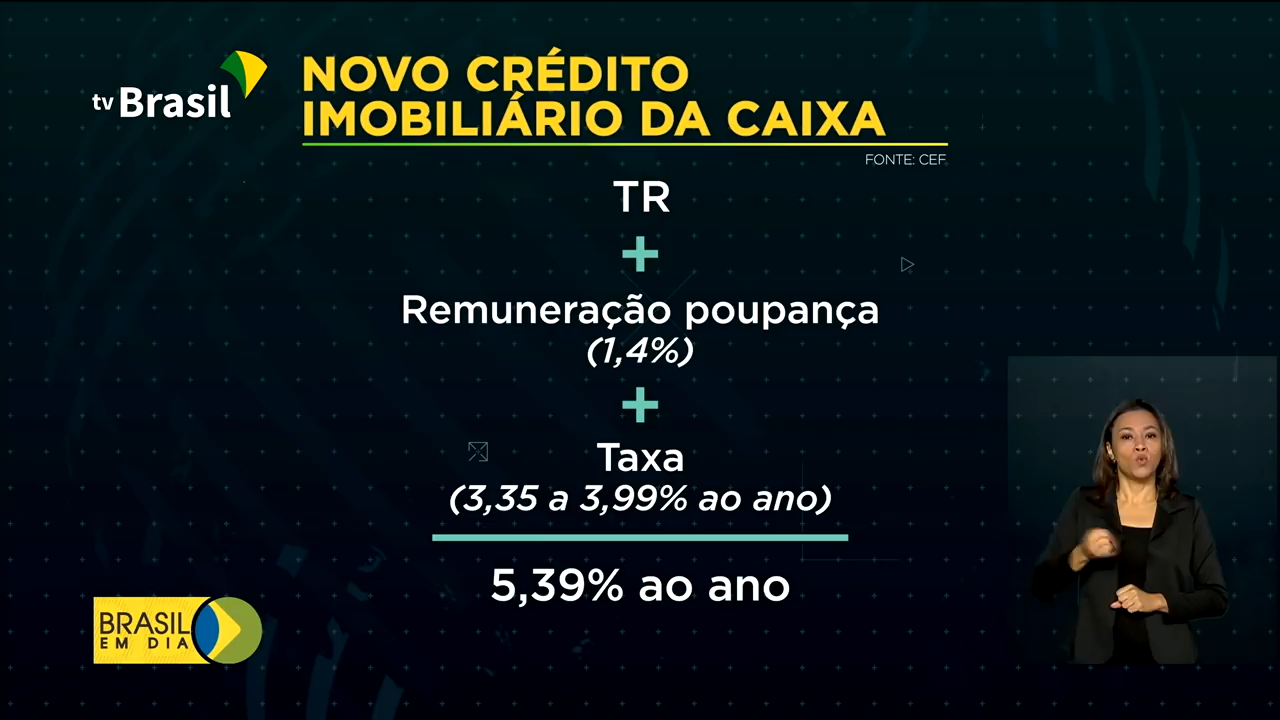 tv Brasil
NOVO CRÉDITO
IMOBILIÁRIO DA CAIXA
FONTE: CEF
TR
+
Remuneração poupança
(1,4%)
+
Taxa
(3,35 a 3,99% ao ano)
5,39% ao ano
BRASIL
EM DIA